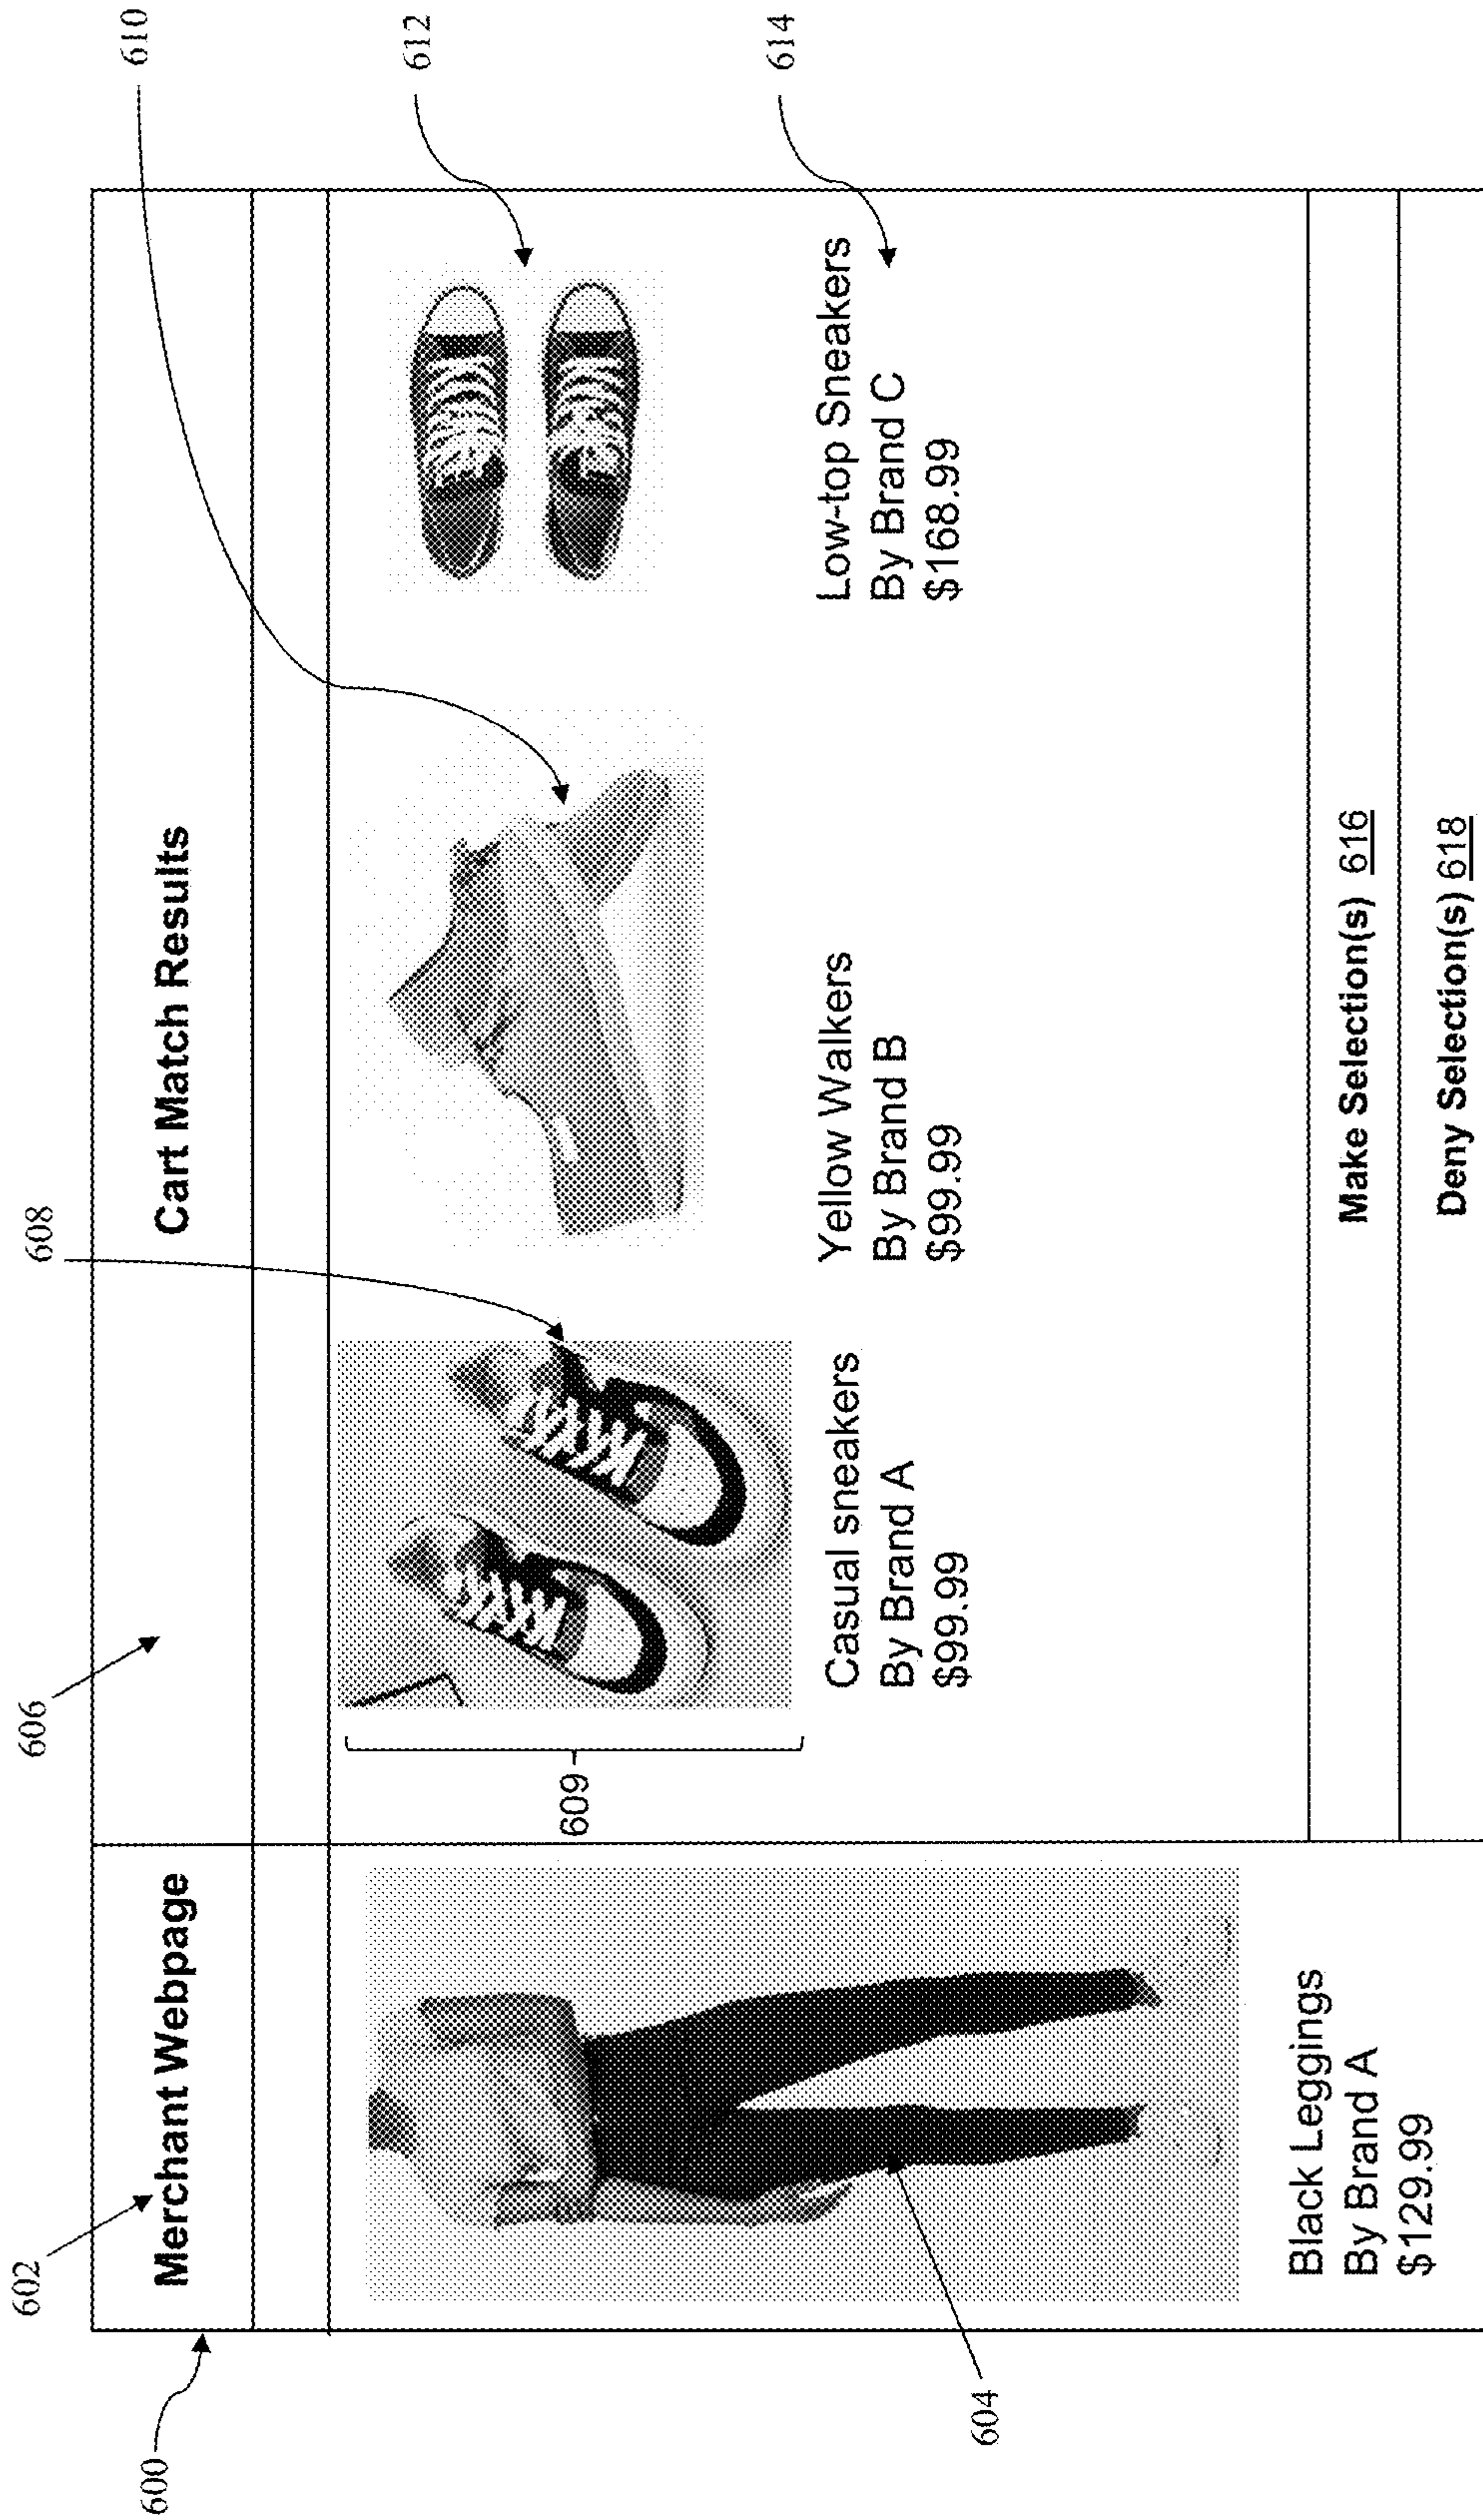 610
612
614
608
606
602
600
Merchant Webpage
Cart Match Results
609
604
Black Leggings
By Brand A
$129.99
Casual sneakers
By Brand A
$99.99
Yellow Walkers
By Brand B
$99.99
Low-top Sneakers
By Brand C
$168.99
Make Selection(s) 616
Deny Selection(s) 618